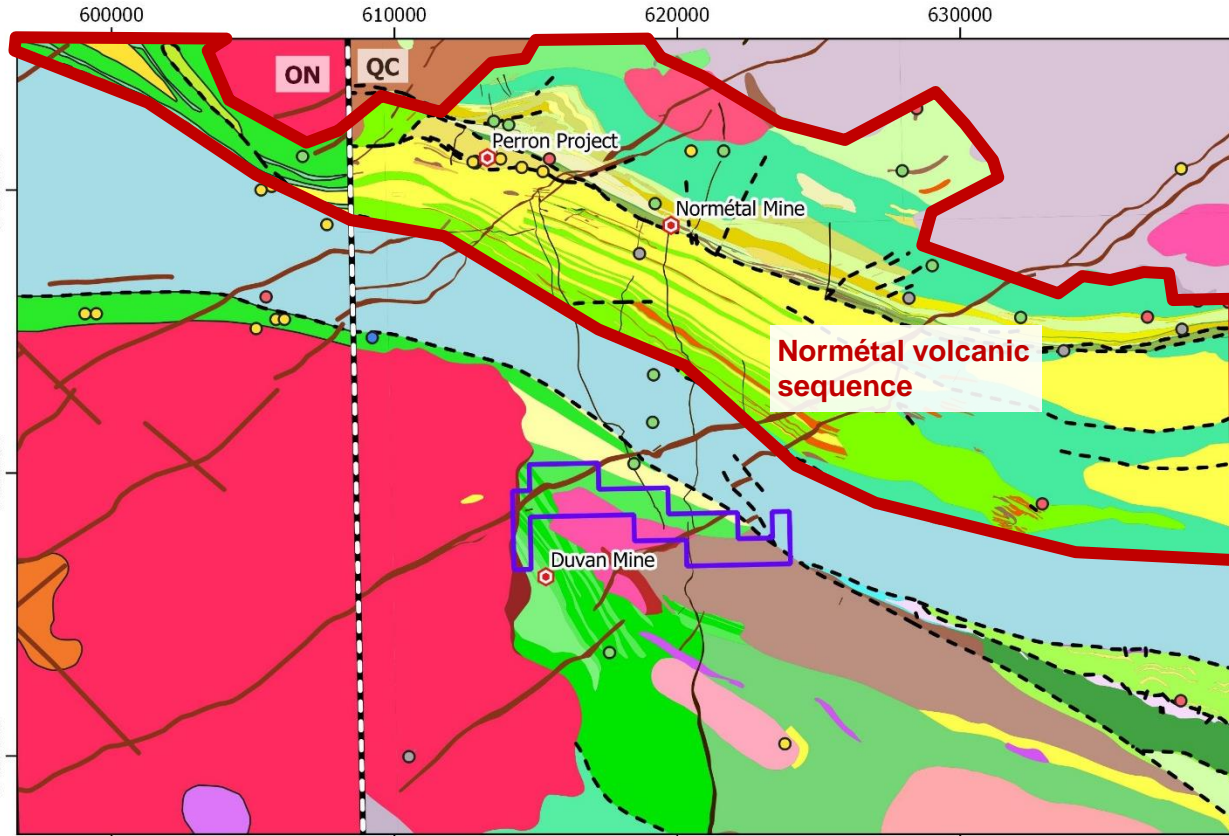 600000
610000
620000
630000
ON
QC
Perron Project
Normétal Mine
Normétal volcanic
sequence
Duvan Mine